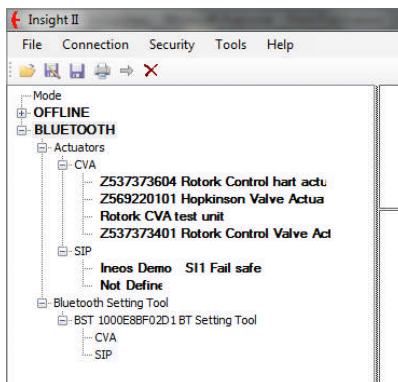 Insight II
File Connection Security Tools Help
Mode
OFFLINE
BLUETOOTH
Actuators
CVA
Z537373604 Rotork Control hart actu
Z569220101 Hopkinson Valve Actua
Rotork CVA test unit
Z537373401 Rotork Control Valve Act
SIP
Ineos Demo SI1 Fail safe
Not Define
Bluetooth Setting Tool
BST 1000E8BF02D1 BT Setting Tool
CVA
SIP